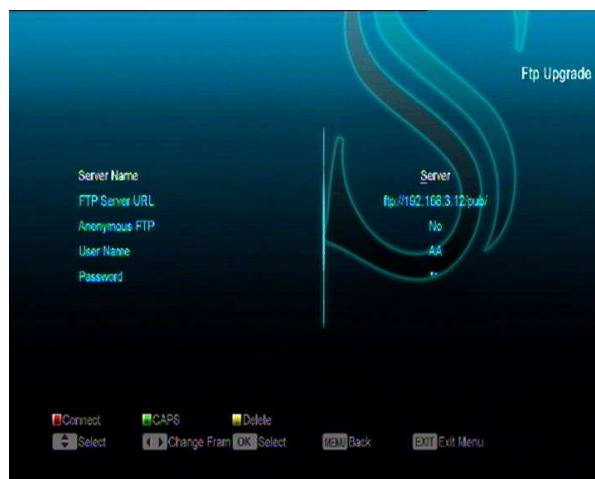 Ftp Upgrade
Server Name Server
FTP Server URL ftp://192.168.3.12/pub/
Anonymous FTP No
User Name AA
Password **
Connect CAPS Delete
Select Change Fram OK Select MENU Back EXIT Exit Menu